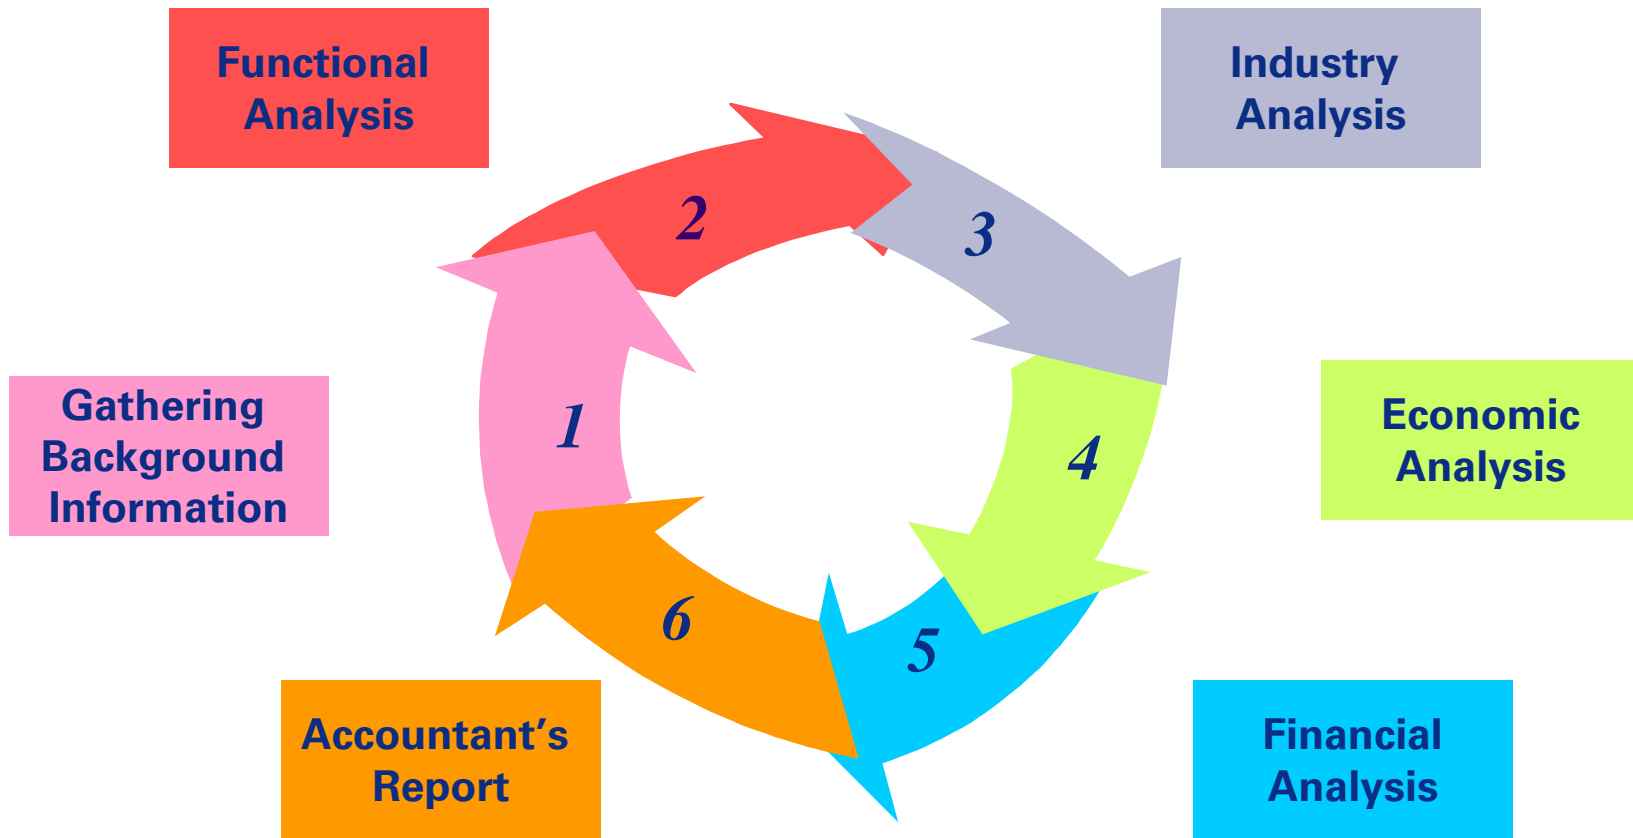 Functional
Analysis
Industry
Analysis
2
3
Gathering
Background
Information
1
4
Economic
Analysis
6
5
Accountant’s
Report
Financial
Analysis